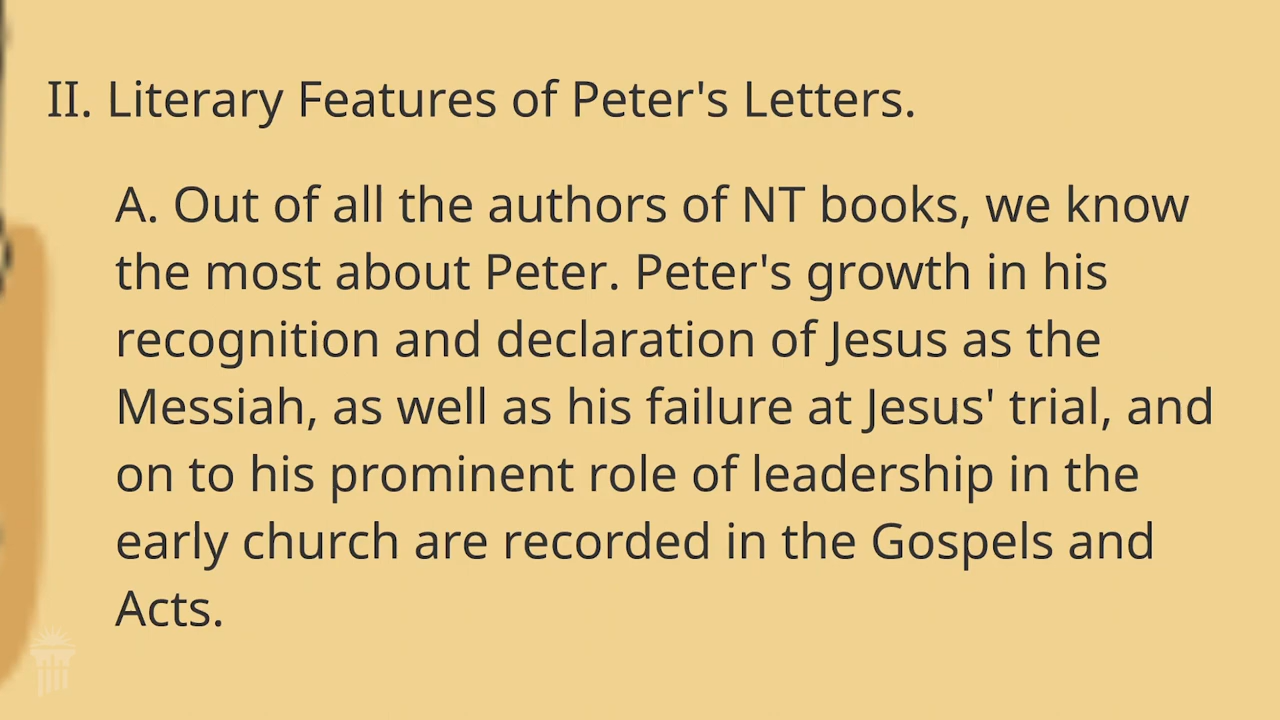 II. Literary Features of Peter's Letters.
A. Out of all the authors of NT books, we know
the most about Peter. Peter's growth in his
recognition and declaration of Jesus as the
Messiah, as well as his failure at Jesus' trial, and
on to his prominent role of leadership in the
early church are recorded in the Gospels and
Acts.